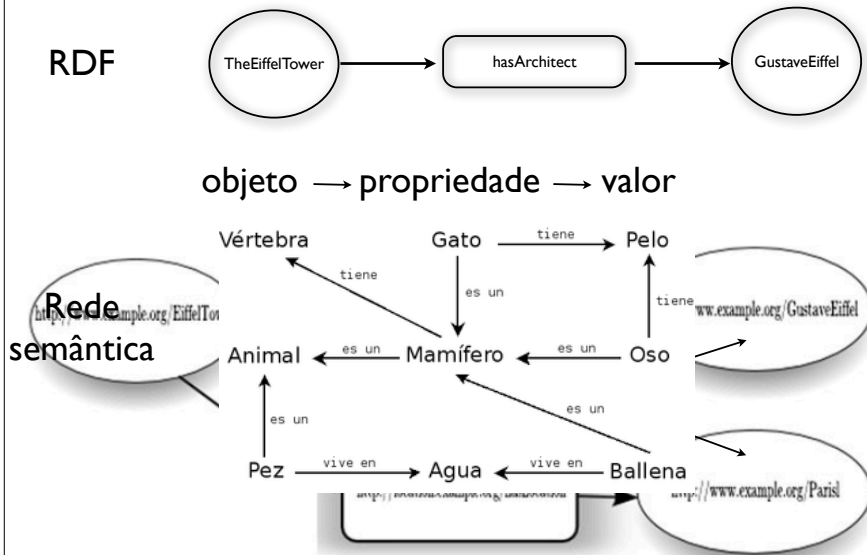 RDF
TheEiffelTower
hasArchitect
GustaveEiffel
objeto → propriedade → valor
Vértebra
Gato
tiene
Pelo
tiene
es un
tiene
Rede
semântica
www.example.org/GustaveEiffel
Animal
es un
Mamífero
es un
Oso
es un
es un
Pez
vive en
Agua
vive en
Ballena
http://www.example.org/Parisl